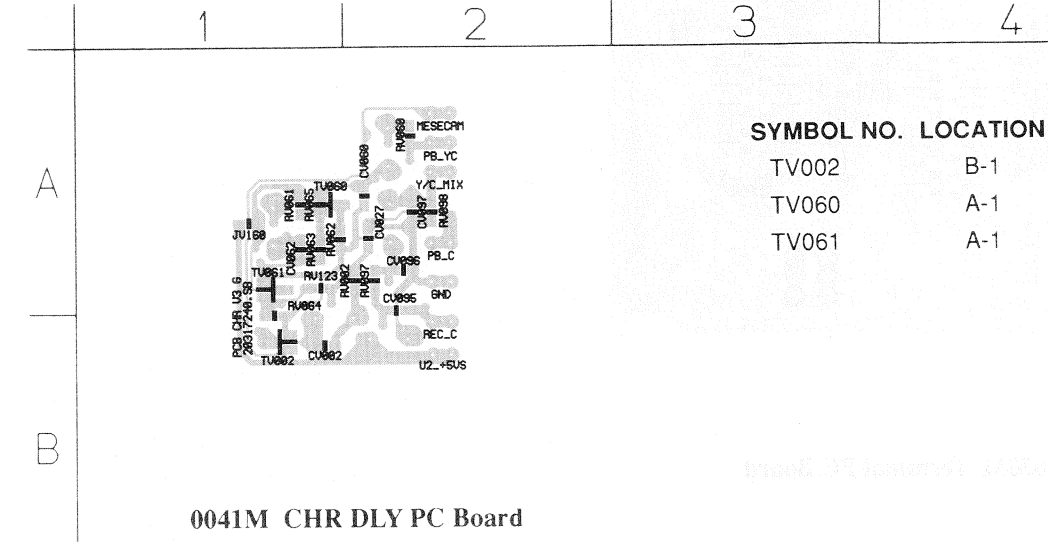 1 2 3 4
A
B
SYMBOL NO. LOCATION
TV002 B-1
TV060 A-1
TV061 A-1
MESECAM
RV060
PB_YC
CV060
Y/C_MIX
TV060
RV061
RV065
CV097
RV098
CV027
JV160
RV062
RV063
CV062
PB_C
CV096
TV061
RV123
RV002
RV097
GND
CV095
RV064
REC_C
PCB CHR V3 G
20317240.SB
TV002
CV002
U2_+5VS
0041M CHR DLY PC Board